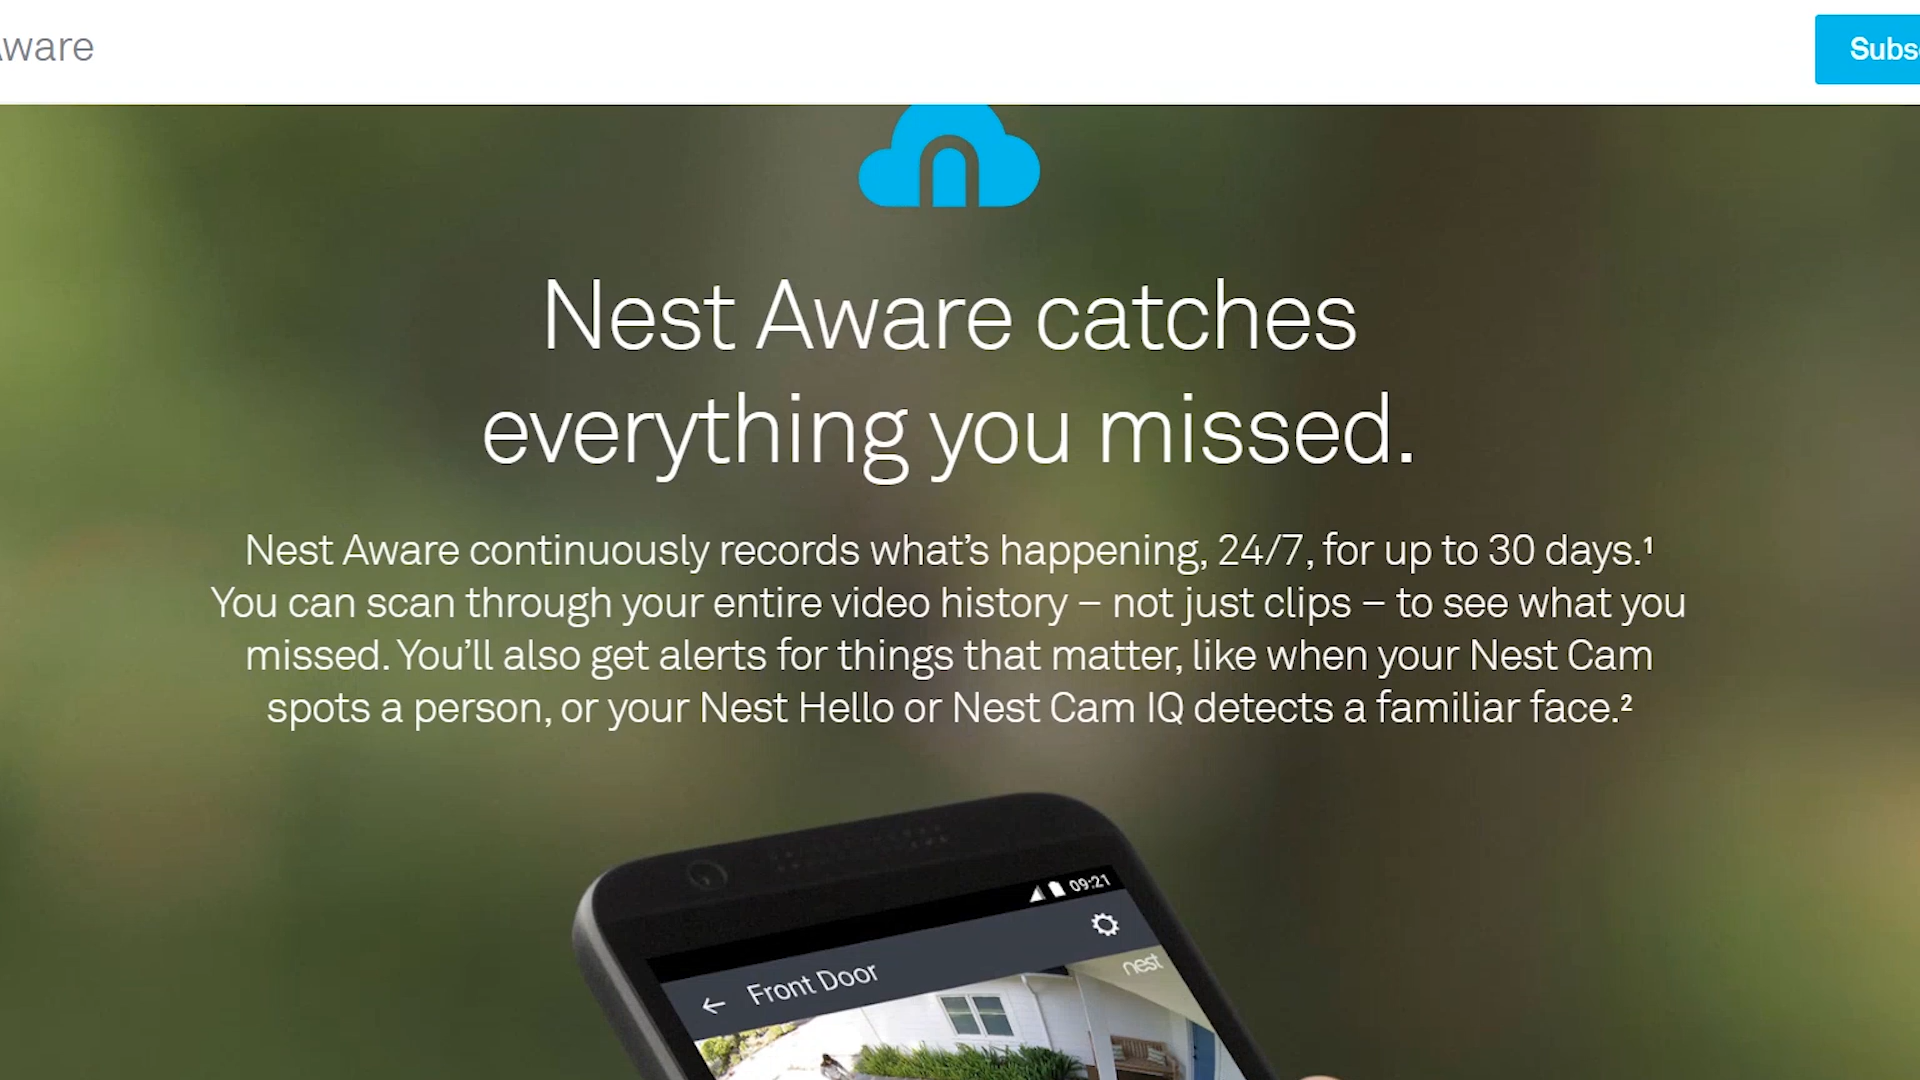 Aware
Subs
Nest Aware catches
everything you missed.
Nest Aware continuously records what's happening, 24/7, for up to 30 days.¹
You can scan through your entire video history – not just clips – to see what you
missed. You'll also get alerts for things that matter, like when your Nest Cam
spots a person, or your Nest Hello or Nest Cam IQ detects a familiar face.²
09:21
Front Door
nest